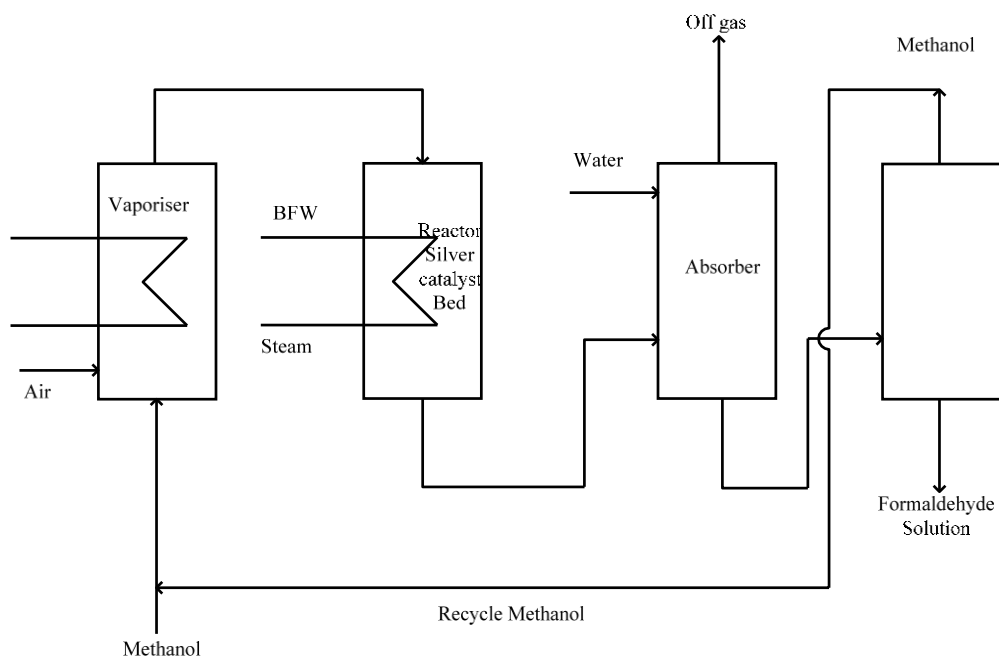 Off gas
Methanol
Vaporiser
BFW
Water
Reactor
Silver
catalyst
Bed
Absorber
Steam
Air
Formaldehyde
Solution
Recycle Methanol
Methanol